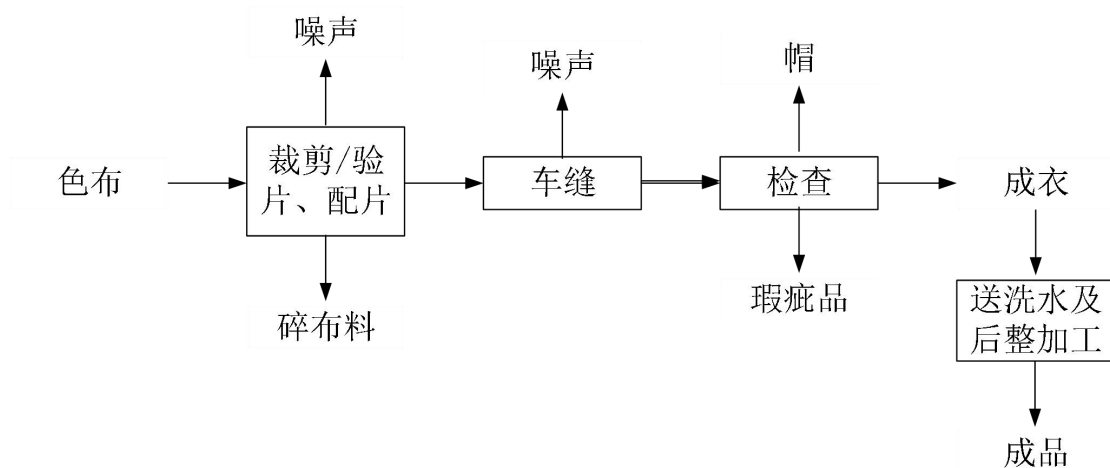 噪声
噪声
帽
色布
裁剪/验
片、配片
车缝
检查
成衣
碎布料
瑕疵品
送洗水及
后整加工
成品